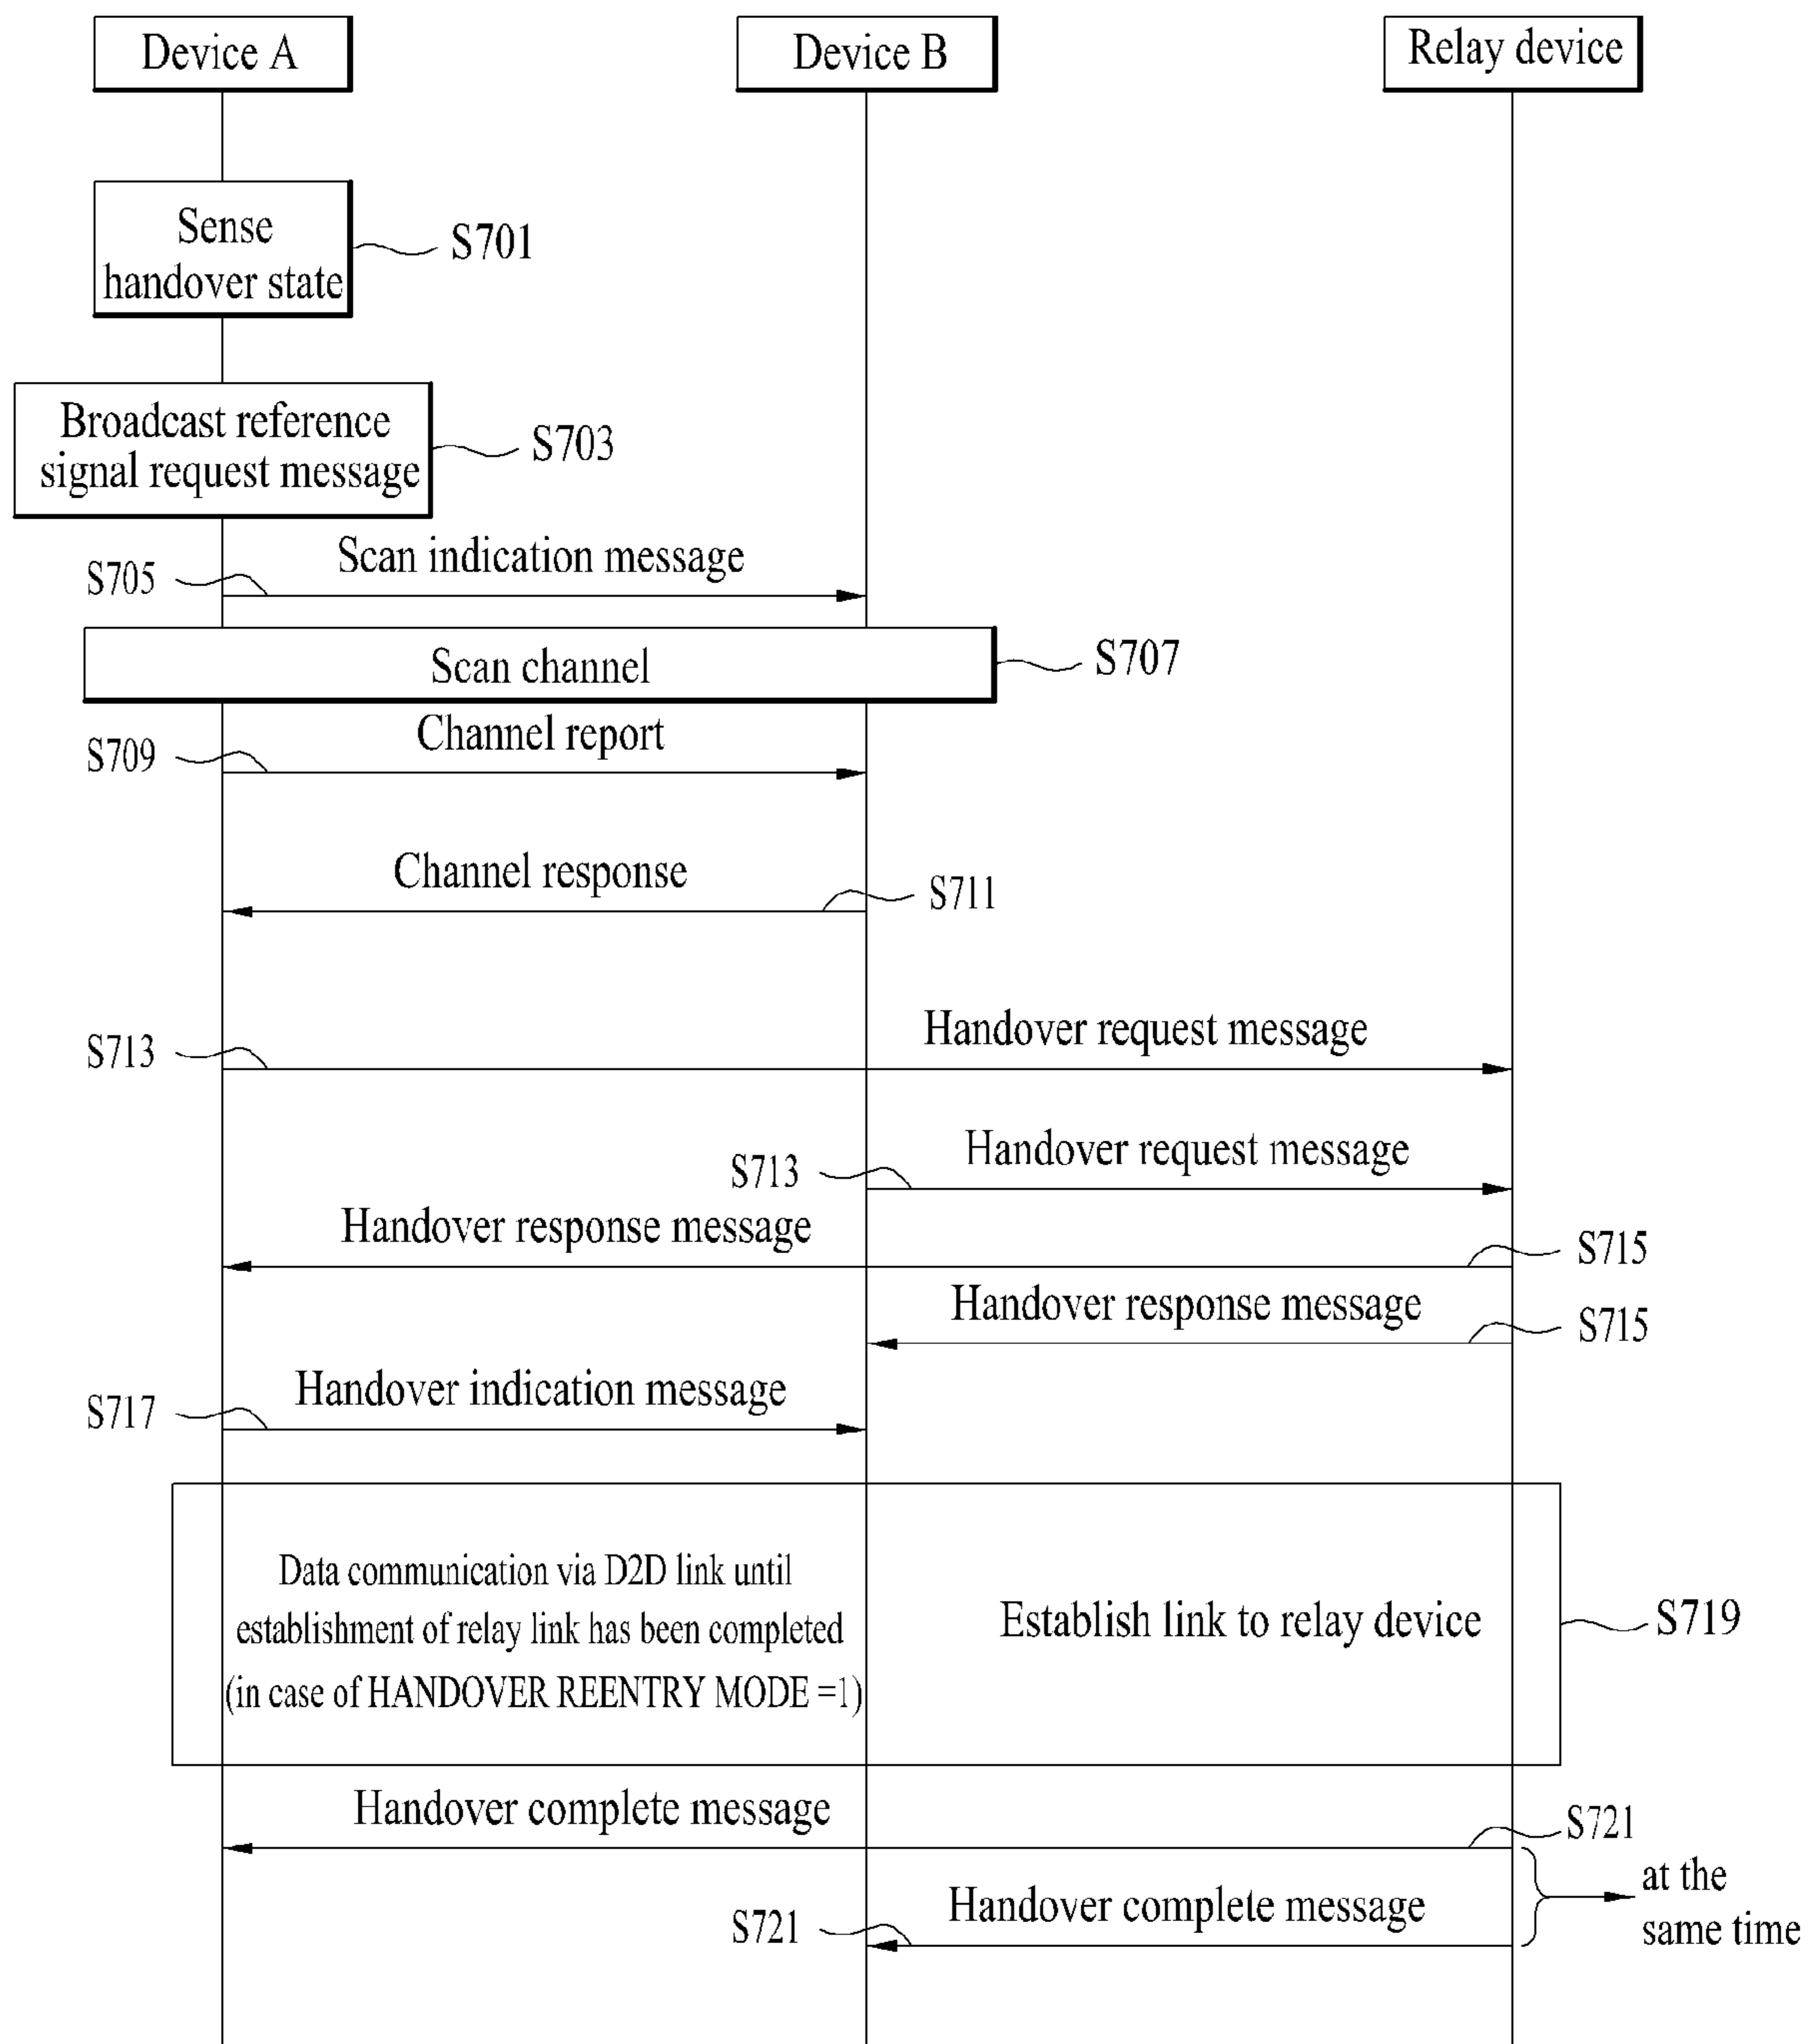 Device A
Device B
Relay device
Sense
handover state
S701
Broadcast reference
signal request message
S703
Scan indication message
S705
Scan channel
S707
Channel report
S709
Channel response
S711
Handover request message
S713
Handover request message
S713
Handover response message
S715
Handover response message
S715
Handover indication message
S717
Data communication via D2D link until
establishment of relay link has been completed
(in case of HANDOVER REENTRY MODE =1)
Establish link to relay device
S719
Handover complete message
S721
Handover complete message
S721
at the
same time